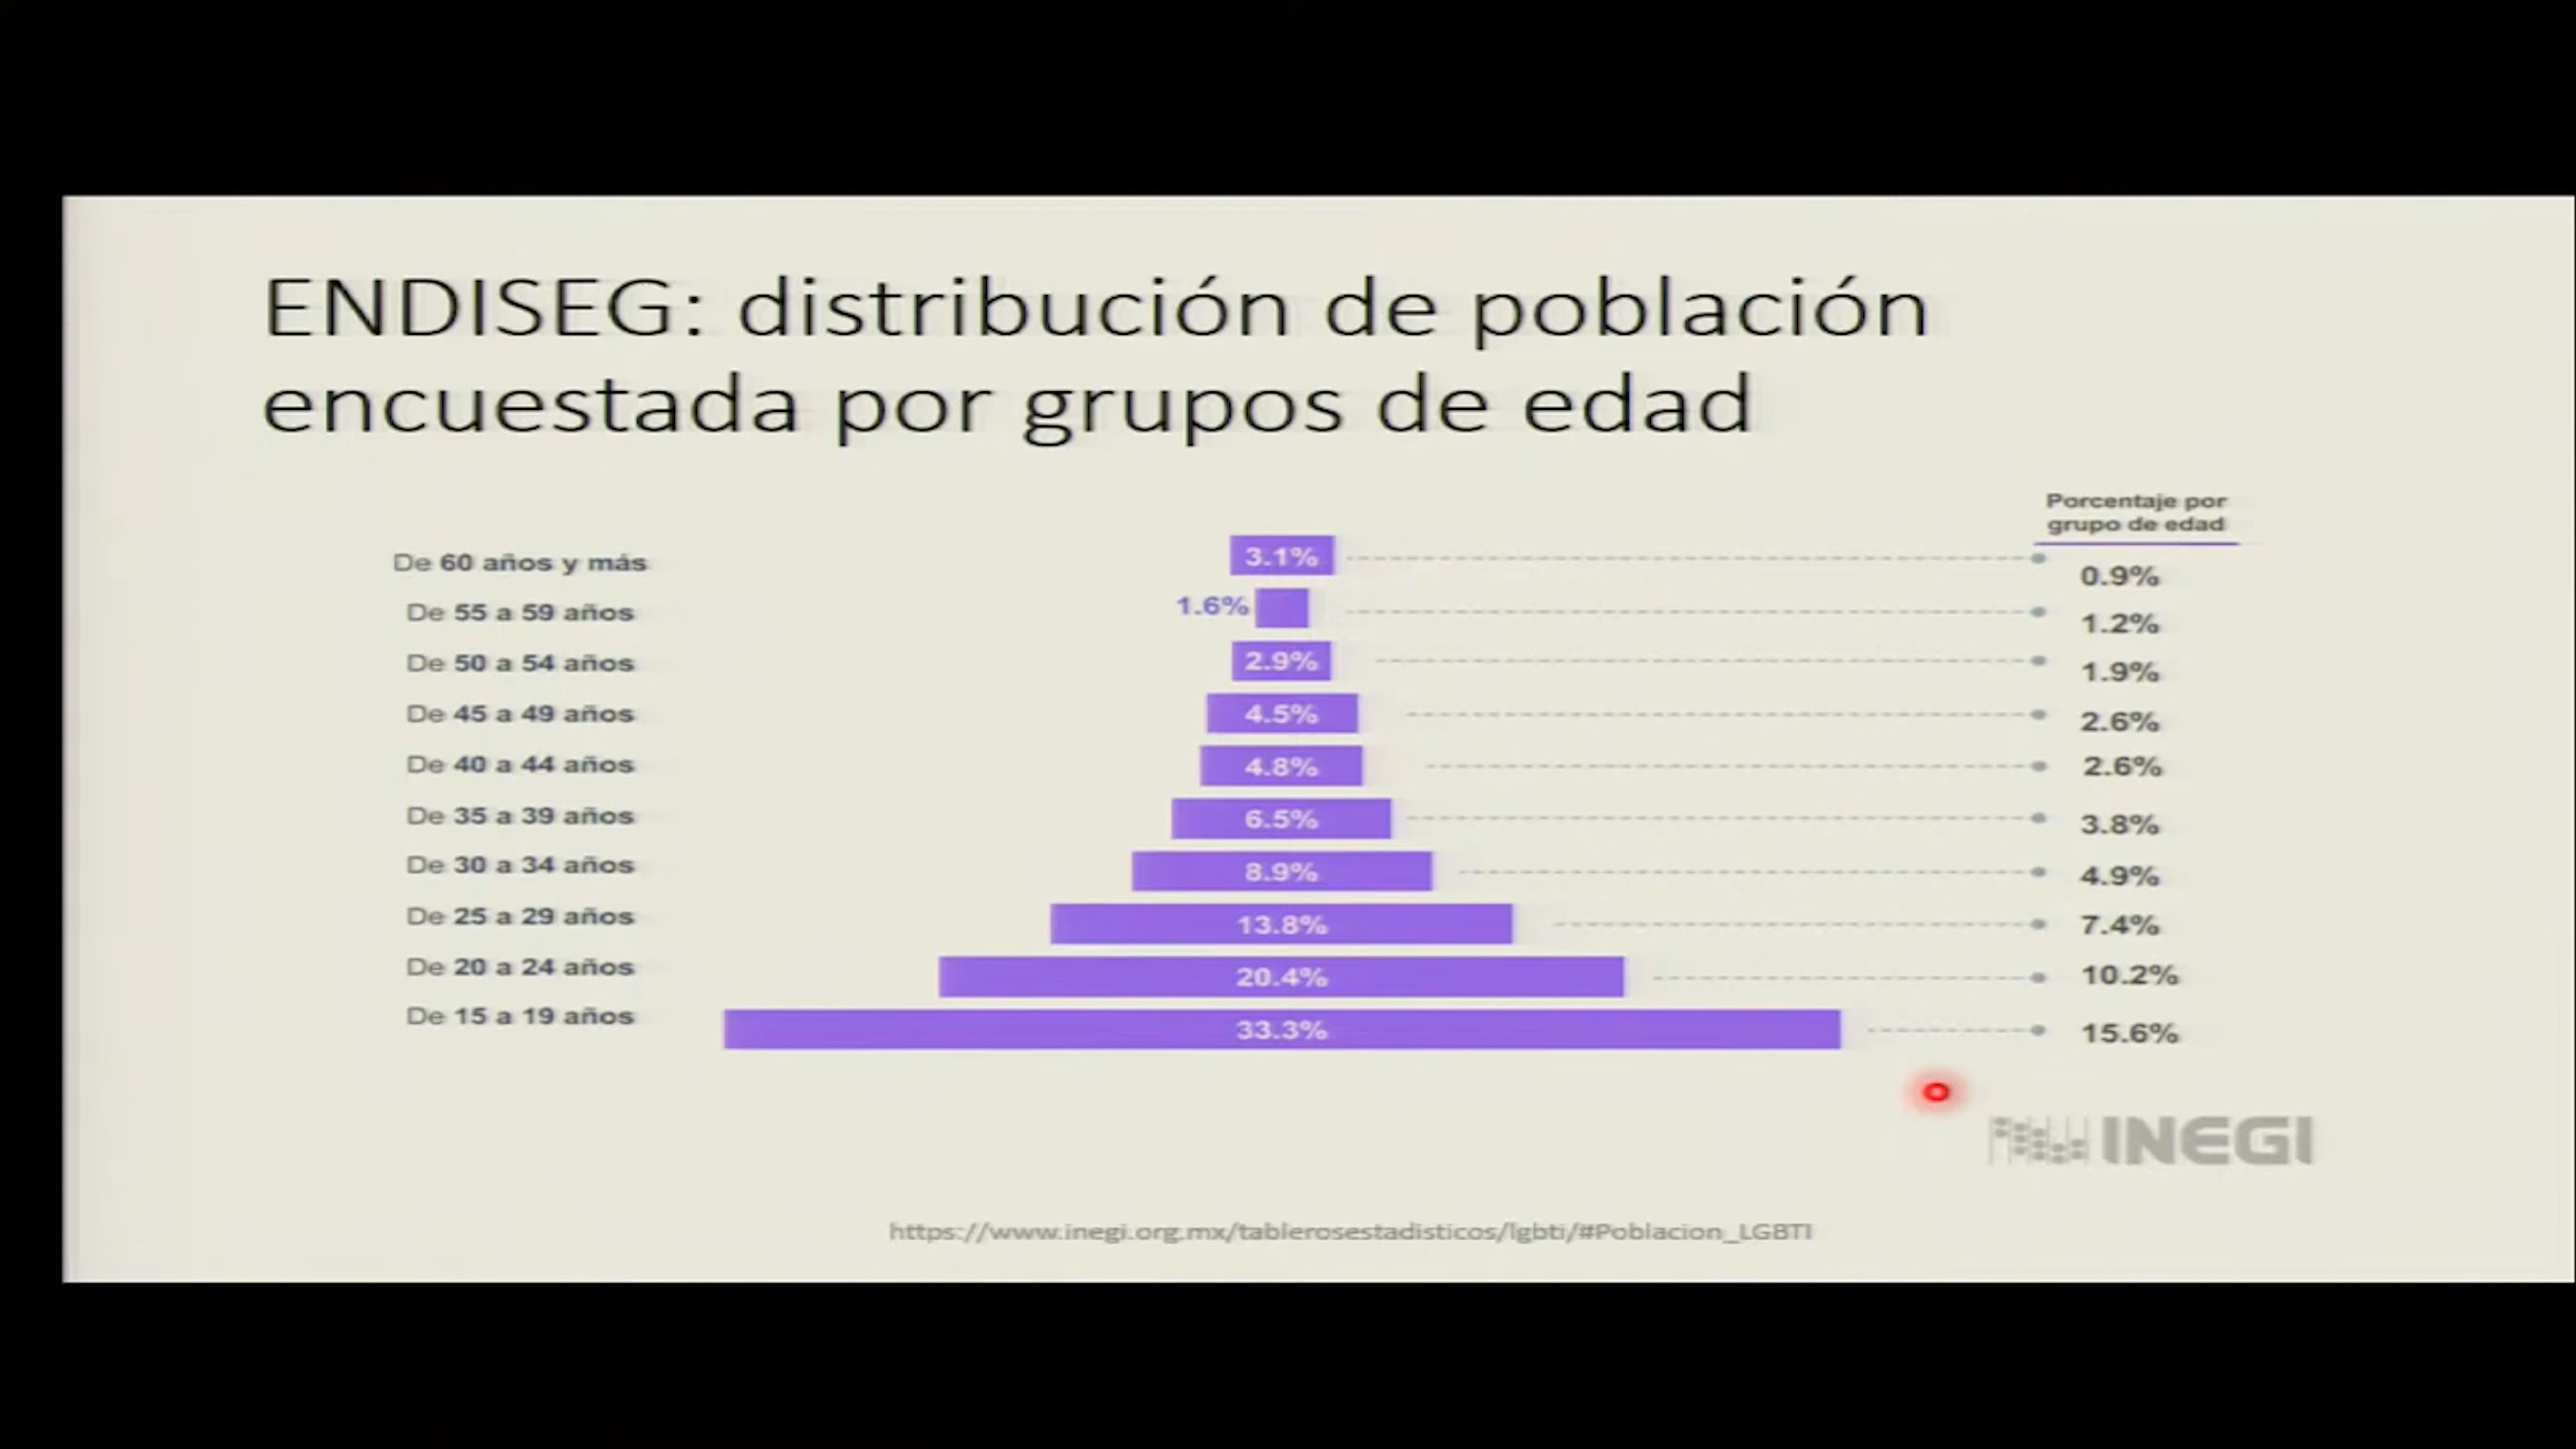 ENDISEG: distribución de población
encuestada por grupos de edad
Porcentaje por
grupo de edad
De 60 años y más 3.1% 0.9%
De 55 a 59 años 1.6% 1.2%
De 50 a 54 años 2.9% 1.9%
De 45 a 49 años 4.5% 2.6%
De 40 a 44 años 4.8% 2.6%
De 35 a 39 años 6.5% 3.8%
De 30 a 34 años 8.9% 4.9%
De 25 a 29 años 13.8% 7.4%
De 20 a 24 años 20.4% 10.2%
De 15 a 19 años 33.3% 15.6%
INEGI
https://www.inegi.org.mx/tablerosestadisticos/lgbti/#Poblacion_LGBTI